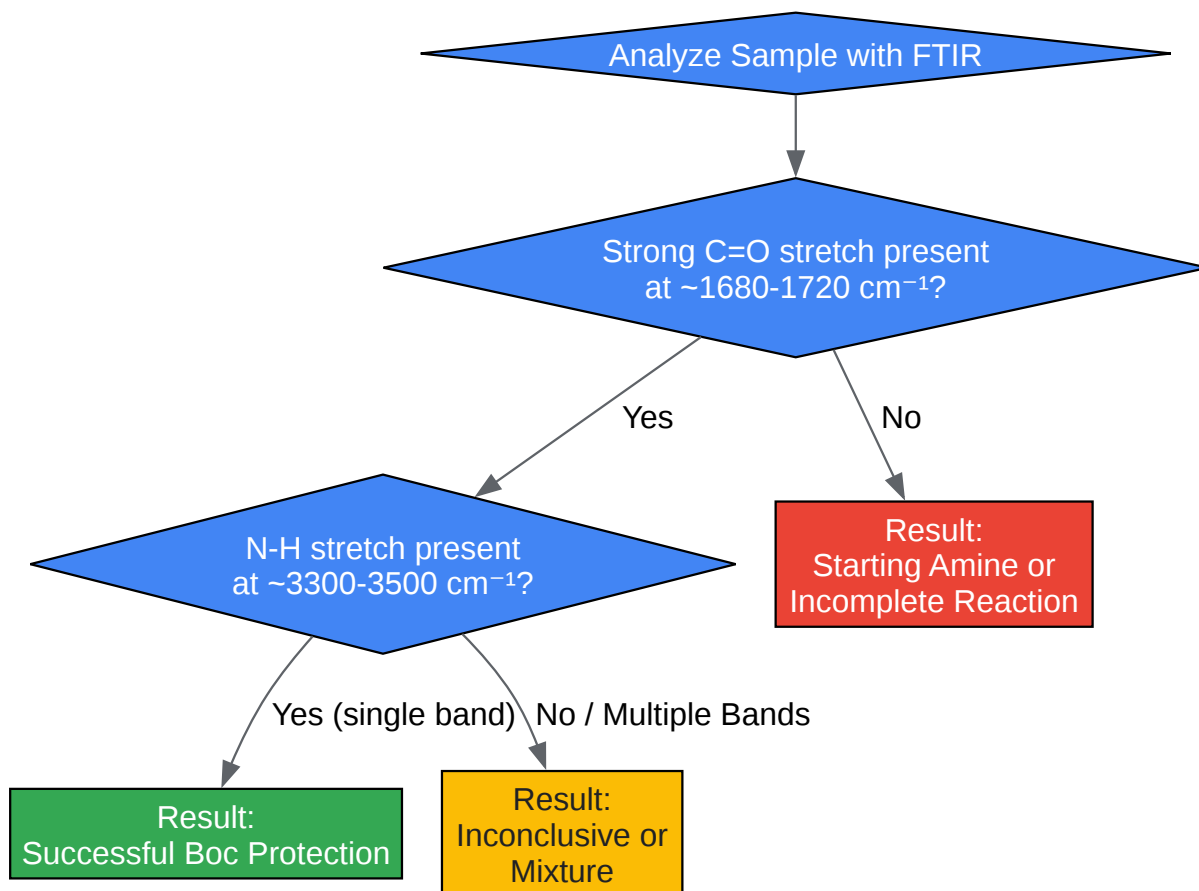 Analyze Sample with FTIR
Strong C=O stretch present
at ~1680-1720 cm⁻¹?
Yes
No
N-H stretch present
at ~3300-3500 cm⁻¹?
Result:
Starting Amine or
Incomplete Reaction
Yes (single band)
No / Multiple Bands
Result:
Successful Boc Protection
Result:
Inconclusive or
Mixture